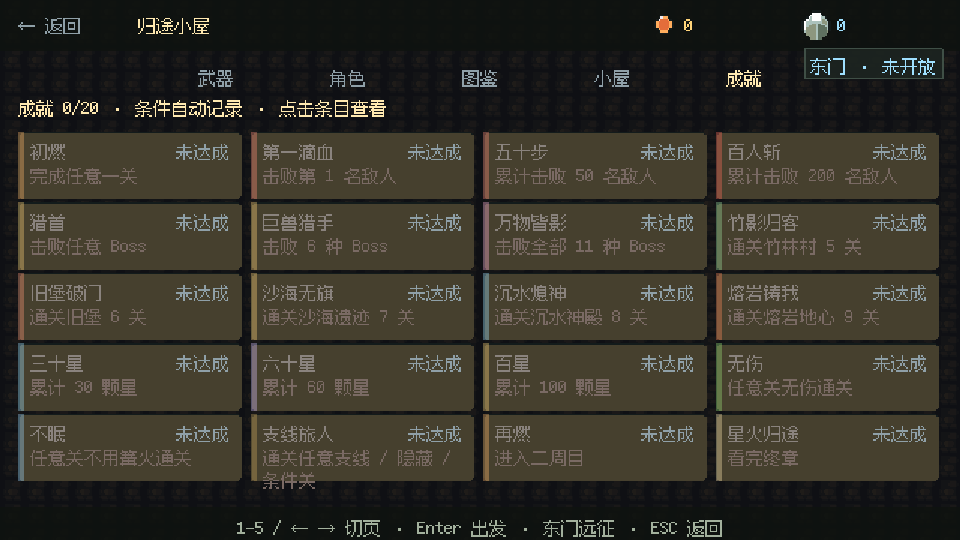 ← 返回 归途小屋 0 0
东门 · 未开放
武器 角色 图鉴 小屋 成就
成就 0/20 · 条件自动记录 · 点击条目查看
初燃 未达成 第一滴血 未达成 五十步 未达成 百人斩 未达成
完成任意一关 击败第 1 名敌人 累计击败 50 名敌人 累计击败 200 名敌人
猎首 未达成 巨兽猎手 未达成 万物皆影 未达成 竹影归客 未达成
击败任意 Boss 击败 6 种 Boss 击败全部 11 种 Boss 通关竹林村 5 关
旧堡破门 未达成 沙海无旗 未达成 沉水熄神 未达成 熔岩铸我 未达成
通关旧堡 6 关 通关沙海遗迹 7 关 通关沉水神殿 8 关 通关熔岩地心 9 关
三十星 未达成 六十星 未达成 百星 未达成 无伤 未达成
累计 30 颗星 累计 60 颗星 累计 100 颗星 任意关无伤通关
不眠 未达成 支线旅人 未达成 再燃 未达成 星火归途 未达成
任意关不用篝火通关 通关任意支线 / 隐藏 / 进入二周目 看完终章
条件关
1-5 / ← → 切页 · Enter 出发 · 东门远征 · ESC 返回